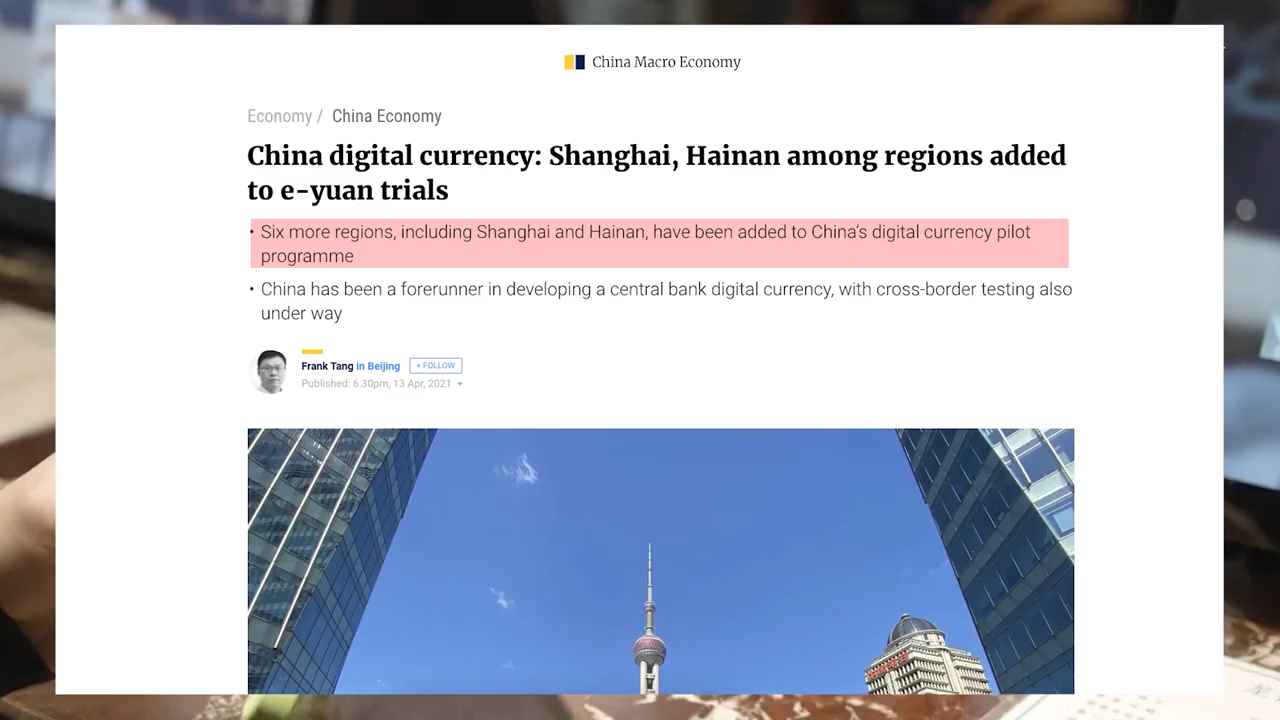 China Macro Economy
Economy / China Economy
China digital currency: Shanghai, Hainan among regions added
to e-yuan trials
• Six more regions, including Shanghai and Hainan, have been added to China's digital currency pilot
programme
• China has been a forerunner in developing a central bank digital currency, with cross-border testing also
under way
Frank Tang in Beijing + FOLLOW
Published: 6:30pm, 13 Apr, 2021